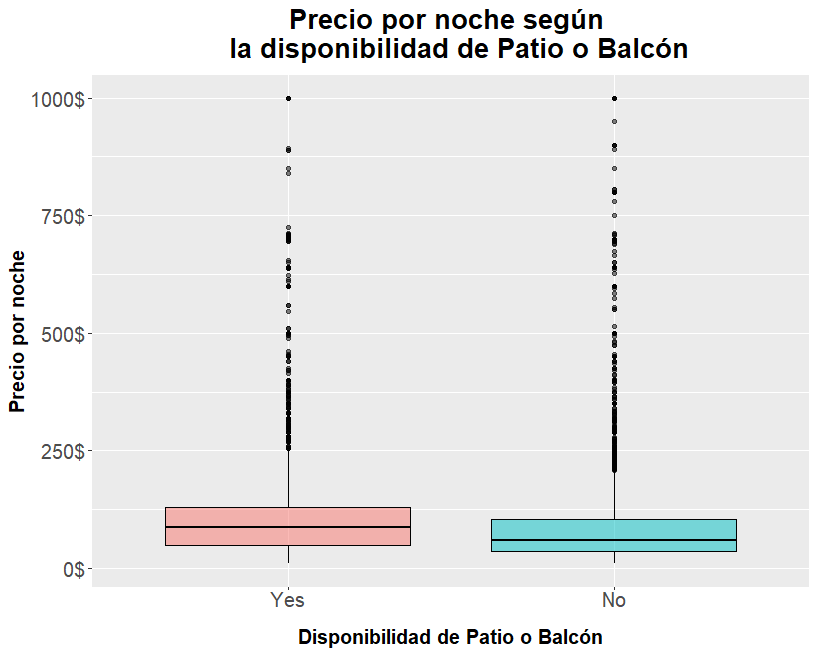 Precio por noche según
la disponibilidad de Patio o Balcón
Precio por noche
1000$
750$
500$
250$
0$
Yes No
Disponibilidad de Patio o Balcón